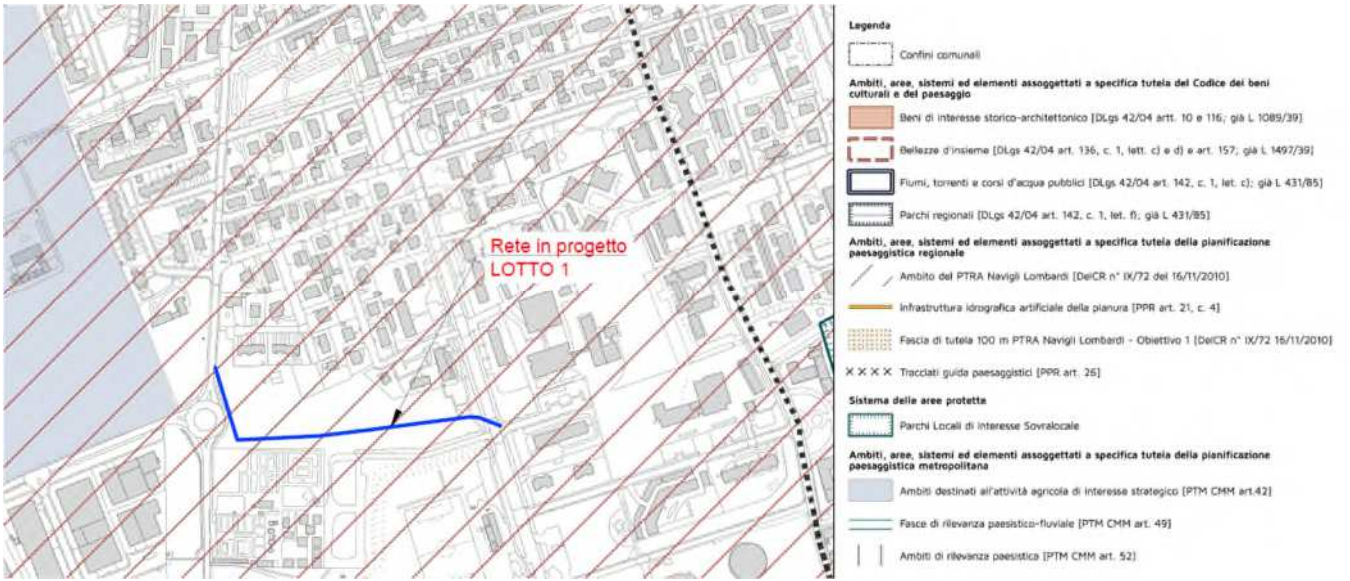 Rete in progetto
LOTTO 1
Legenda
Confini comunali
Ambiti, aree, sistemi ed elementi assoggettati a specifica tutela del Codice dei beni
culturali e del paesaggio
Beni di interesse storico-architettonico [DLgs 42/04 artt. 10 e 116; già L 1089/39]
Bellezze d'insieme [DLgs 42/04 art. 136, c. 1, lett. c) e d) e art. 157; già L 1497/39]
Fiumi, torrenti e corsi d'acqua pubblici [DLgs 42/04 art. 142, c. 1, let. c); già L 431/85]
Parchi regionali [DLgs 42/04 art. 142, c. 1, let. f); già L 431/85]
Ambiti, aree, sistemi ed elementi assoggettati a specifica tutela della pianificazione
paesaggistica regionale
Ambito del PTRA Navigli Lombardi [DelCR n° IX/72 del 16/11/2010]
Infrastruttura idrografica artificiale della pianura [PPR art. 21, c. 4]
Fascia di tutela 100 m PTRA Navigli Lombardi - Obiettivo 1 [DelCR n° IX/72 16/11/2010]
Tracciati guida paesaggistici [PPR art. 26]
Sistema delle aree protette
Parchi Locali di Interesse Sovralocale
Ambiti, aree, sistemi ed elementi assoggettati a specifica tutela della pianificazione
paesaggistica metropolitana
Ambiti destinati all'attività agricola di interesse strategico [PTM CMM art.42]
Fasce di rilevanza paesistico-fluviale [PTM CMM art. 49]
Ambiti di rilevanza paesistica [PTM CMM art. 52]